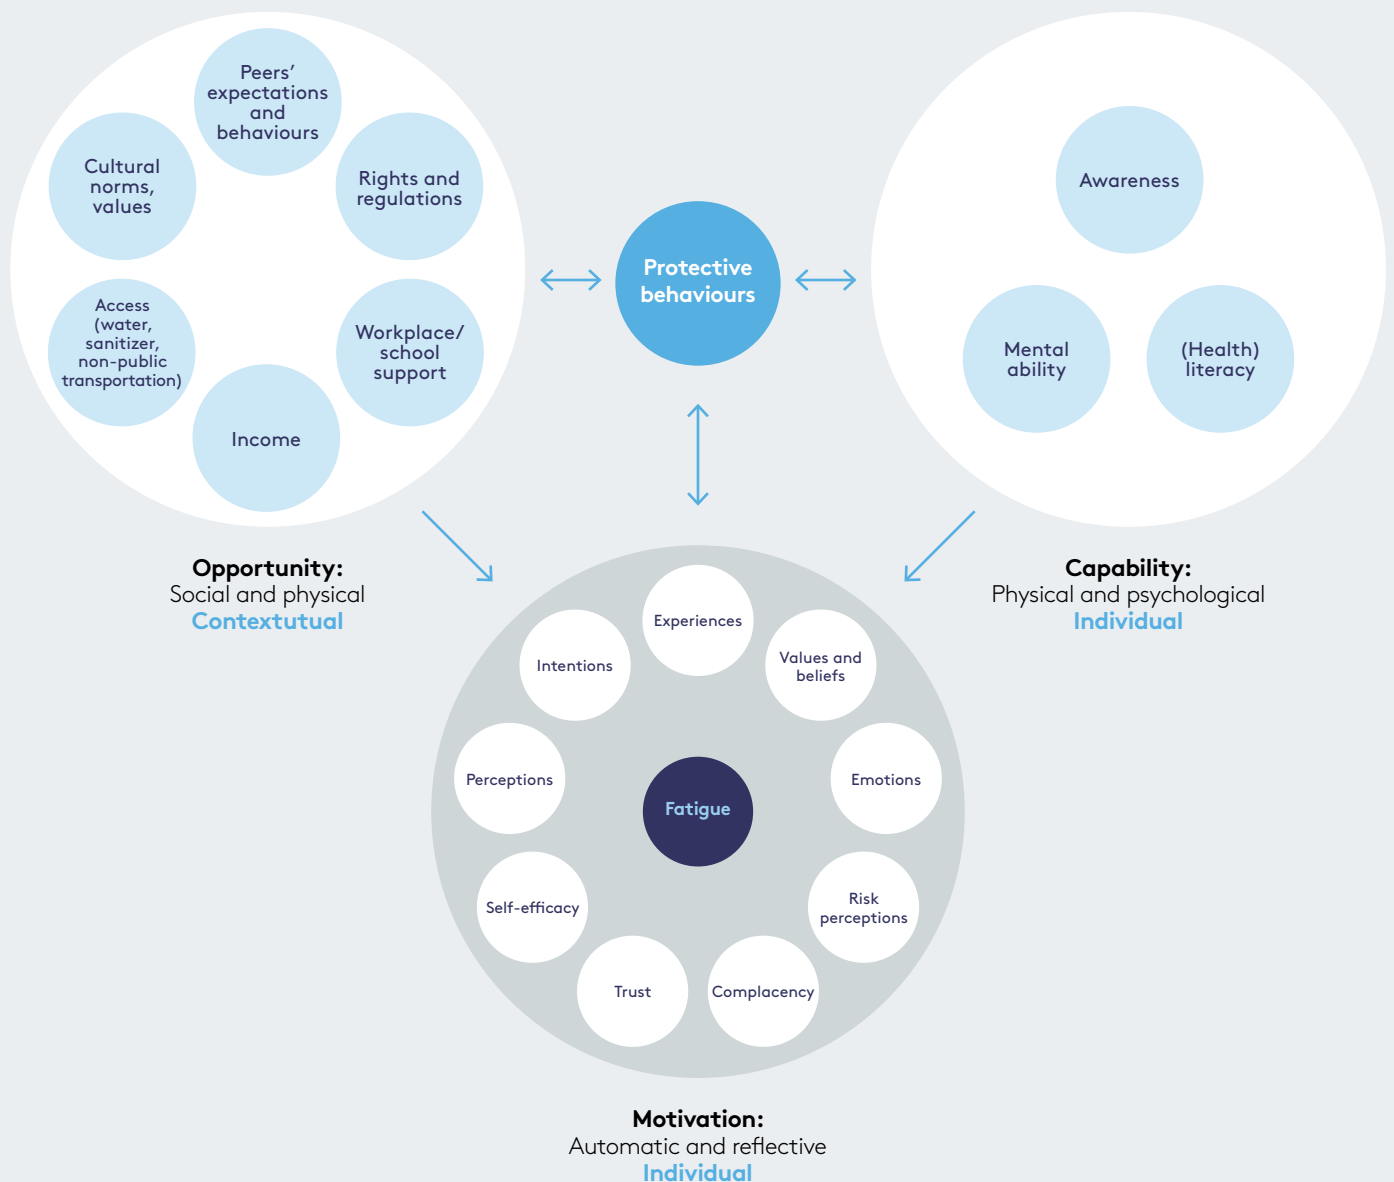 Peers'
expectations
and
behaviours
Cultural
norms,
values
Rights and
regulations
Access
(water,
sanitizer,
non-public
transportation)
Workplace/
school
support
Income
Opportunity:
Social and physical
Contextutual
Protective
behaviours
Awareness
Mental
ability
(Health)
literacy
Capability:
Physical and psychological
Individual
Experiences
Intentions
Values and
beliefs
Perceptions
Emotions
Fatigue
Self-efficacy
Risk
perceptions
Trust
Complacency
Motivation:
Automatic and reflective
Individual